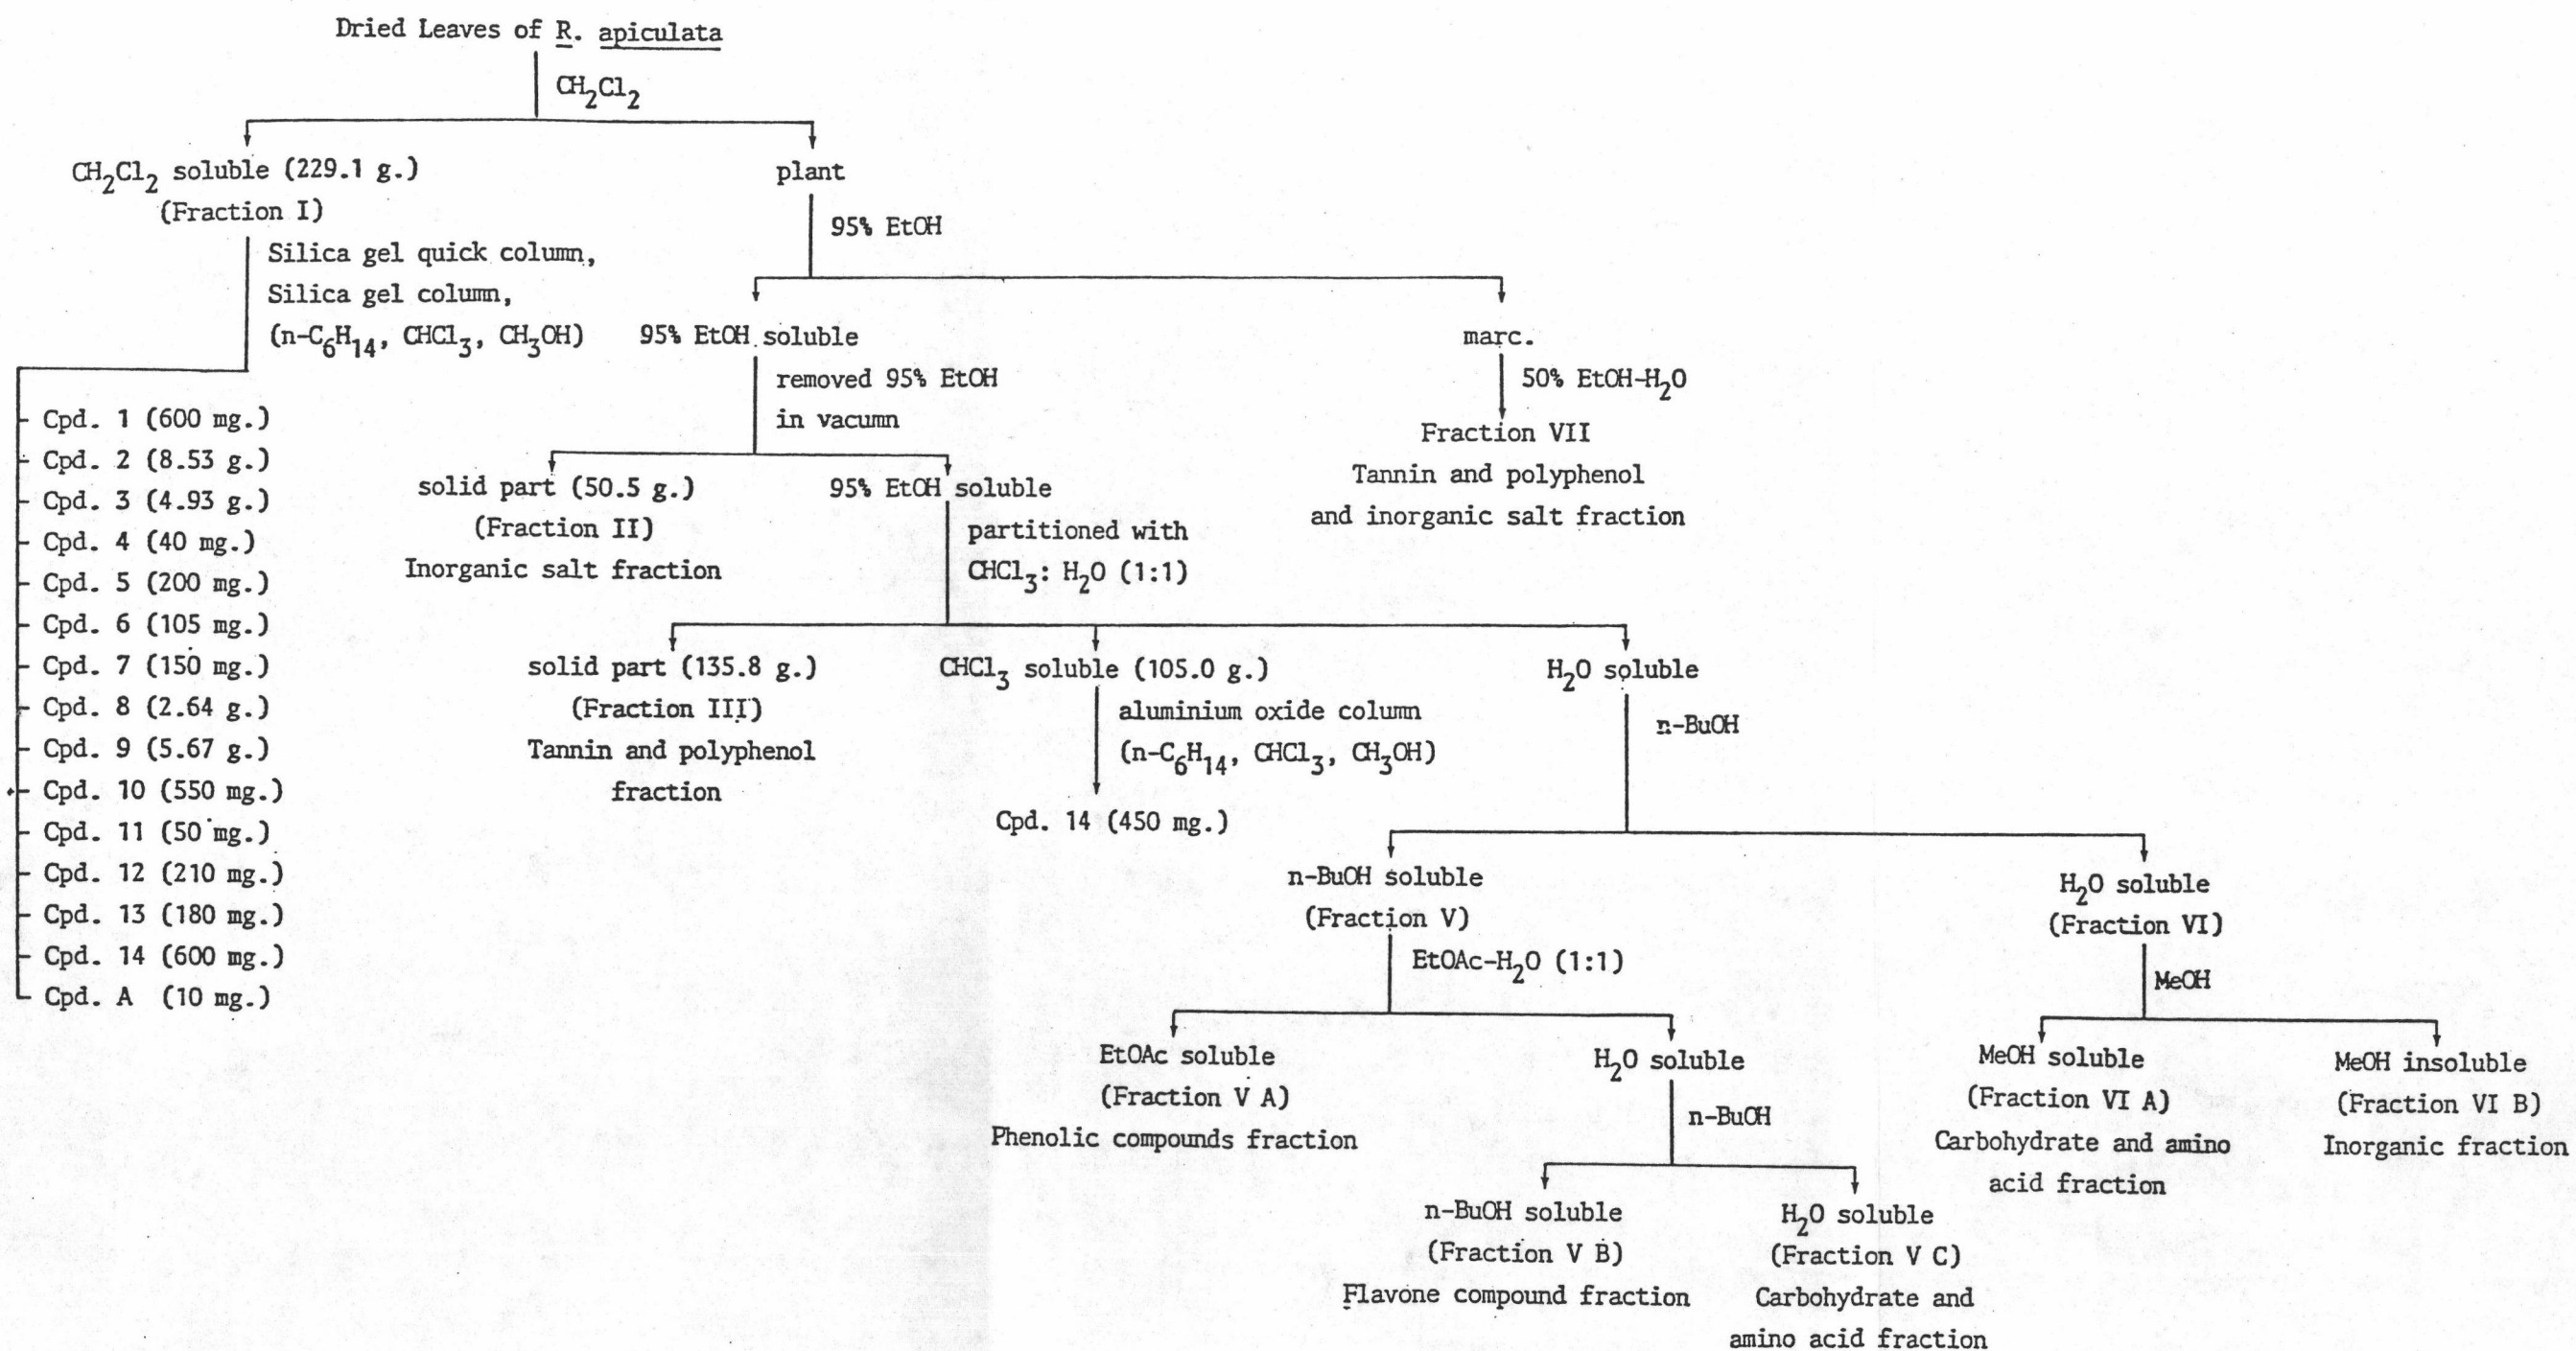 Dried Leaves of R. apiculata
CH₂Cl₂
CH₂Cl₂ soluble (229.1 g.)
(Fraction I)
plant
95% EtOH
Silica gel quick column,
Silica gel column,
(n-C₆H₁₄, CHCl₃, CH₃OH)
Cpd. 1 (600 mg.)
Cpd. 2 (8.53 g.)
Cpd. 3 (4.93 g.)
Cpd. 4 (40 mg.)
Cpd. 5 (200 mg.)
Cpd. 6 (105 mg.)
Cpd. 7 (150 mg.)
Cpd. 8 (2.64 g.)
Cpd. 9 (5.67 g.)
Cpd. 10 (550 mg.)
Cpd. 11 (50 mg.)
Cpd. 12 (210 mg.)
Cpd. 13 (180 mg.)
Cpd. 14 (600 mg.)
Cpd. A (10 mg.)
95% EtOH soluble
removed 95% EtOH
in vacumn
marc.
50% EtOH-H₂O
Fraction VII
Tannin and polyphenol
and inorganic salt fraction
solid part (50.5 g.)
(Fraction II)
Inorganic salt fraction
95% EtOH soluble
partitioned with
CHCl₃: H₂O (1:1)
solid part (135.8 g.)
(Fraction III)
Tannin and polyphenol
fraction
CHCl₃ soluble (105.0 g.)
aluminium oxide column
(n-C₆H₁₄, CHCl₃, CH₃OH)
Cpd. 14 (450 mg.)
H₂O soluble
n-BuOH
n-BuOH soluble
(Fraction V)
EtOAc-H₂O (1:1)
H₂O soluble
(Fraction VI)
MeOH
EtOAc soluble
(Fraction V A)
Phenolic compounds fraction
H₂O soluble
n-BuOH
MeOH soluble
(Fraction VI A)
Carbohydrate and amino
acid fraction
MeOH insoluble
(Fraction VI B)
Inorganic fraction
n-BuOH soluble
(Fraction V B)
Flavone compound fraction
H₂O soluble
(Fraction V C)
Carbohydrate and
amino acid fraction